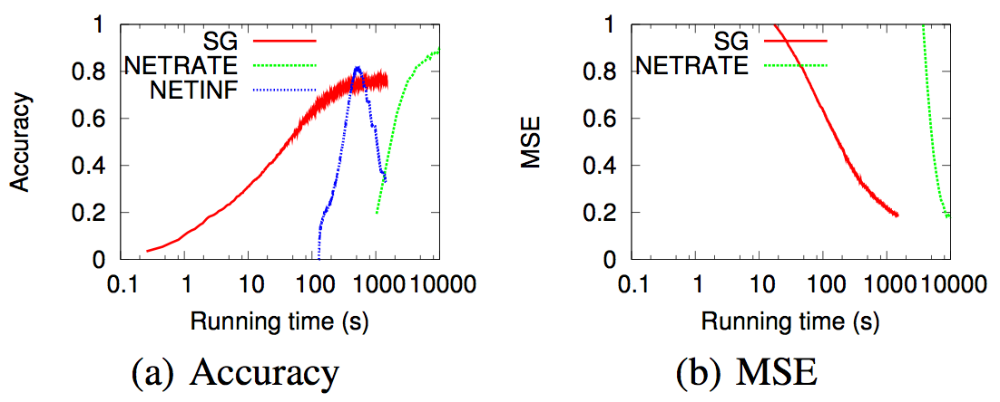 1
0.8
0.6
0.4
0.2
0
Accuracy
SG
NETRATE
NETINF
0.1 1 10 100 1000 10000
Running time (s)
(a) Accuracy
1
0.8
0.6
0.4
0.2
0
MSE
SG
NETRATE
0.1 1 10 100 1000 10000
Running time (s)
(b) MSE